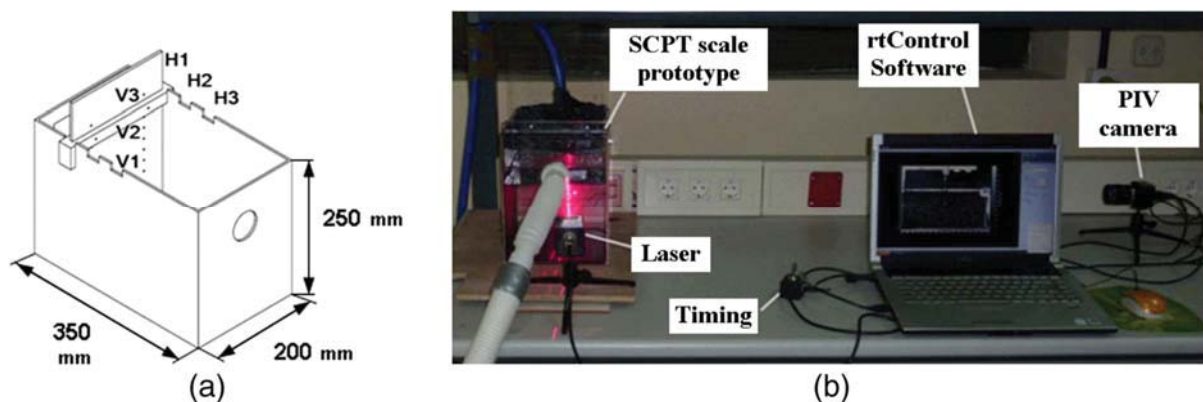 H1
H2
V3
H3
V2
V1
250 mm
350
mm
200 mm
(a)
SCPT scale
prototype
rtControl
Software
PIV
camera
Laser
Timing
(b)